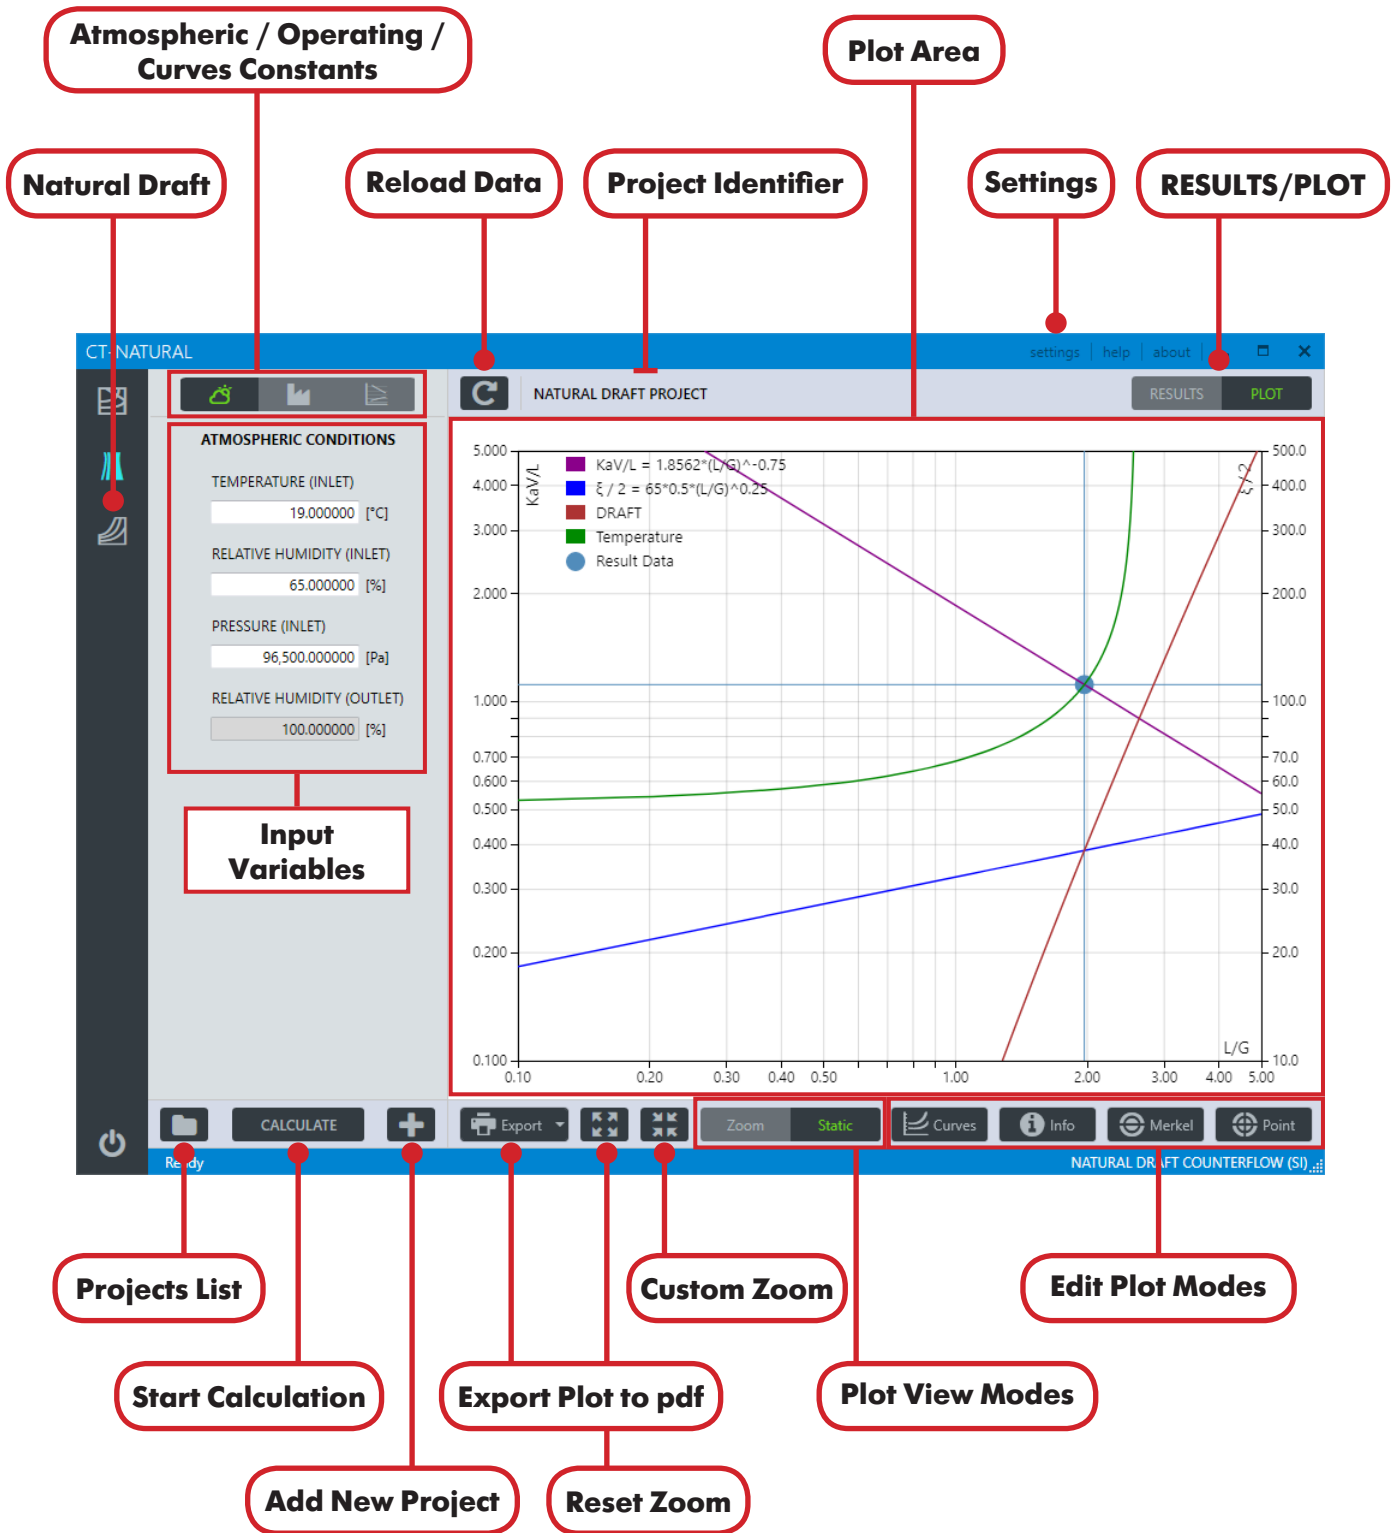 Atmospheric / Operating /
Curves Constants
Plot Area
Natural Draft
Reload Data
Project Identifier
Settings
RESULTS/PLOT
CT-NATURAL
settings
help
about
NATURAL DRAFT PROJECT
RESULTS
PLOT
ATMOSPHERIC CONDITIONS
TEMPERATURE (INLET)
19.000000 [°C]
RELATIVE HUMIDITY (INLET)
65.000000 [%]
PRESSURE (INLET)
96,500.000000 [Pa]
RELATIVE HUMIDITY (OUTLET)
100.000000 [%]
Input
Variables
KaV/L
KaV/L = 1.8562*(L/G)^-0.75
ξ / 2 = 65*0.5*(L/G)^0.25
DRAFT
Temperature
Result Data
ξ / 2
5.000
4.000
3.000
2.000
1.000
0.700
0.600
0.500
0.400
0.300
0.200
0.100
500.0
400.0
300.0
200.0
100.0
70.0
60.0
50.0
40.0
30.0
20.0
10.0
L/G
0.10 0.20 0.30 0.40 0.50 1.00 2.00 3.00 4.00 5.00
CALCULATE
Export
Zoom
Static
Curves
Info
Merkel
Point
Ready
NATURAL DRAFT COUNTERFLOW (SI)
Projects List
Custom Zoom
Edit Plot Modes
Start Calculation
Export Plot to pdf
Plot View Modes
Add New Project
Reset Zoom